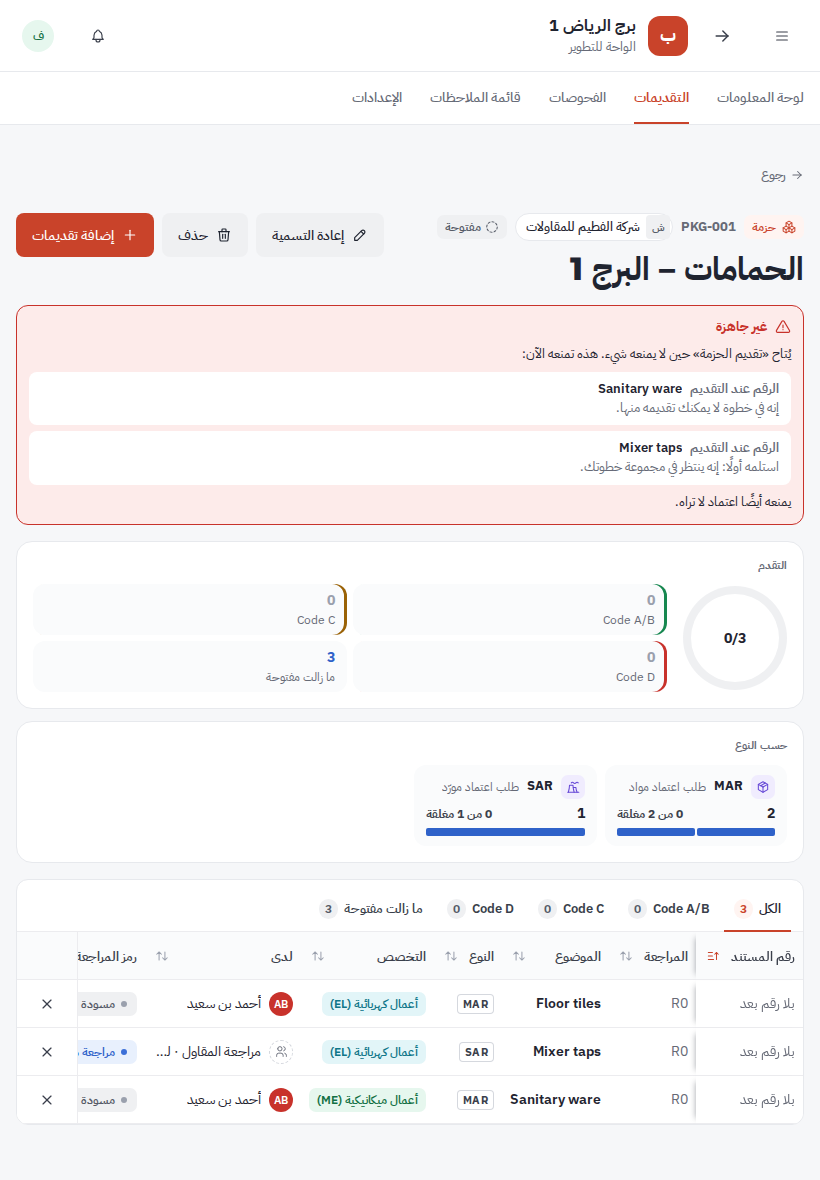 برج الرياض 1
الواحة للتطوير
ب
ف
لوحة المعلومات
التقديمات
الفحوصات
قائمة الملاحظات
الإعدادات
رجوع
حزمة PKG-001 ش شركة الفطيم للمقاولات مفتوحة
إعادة التسمية
حذف
إضافة تقديمات
الحمامات – البرج 1
غير جاهزة
يُتاح «تقديم الحزمة» حين لا يمنعه شيء. هذه تمنعه الآن:
الرقم عند التقديم Sanitary ware
إنه في خطوة لا يمكنك تقديمه منها.
الرقم عند التقديم Mixer taps
استلمه أولًا: إنه ينتظر في مجموعة خطوتك.
يمنعه أيضًا اعتماد لا تراه.
التقدم
0/3
0
Code A/B
0
Code C
0
Code D
3
ما زالت مفتوحة
حسب النوع
MAR طلب اعتماد مواد
2
0 من 2 مغلقة
SAR طلب اعتماد مورّد
1
0 من 1 مغلقة
الكل 3
Code A/B 0
Code C 0
Code D 0
ما زالت مفتوحة 3
رقم المستند المراجعة الموضوع النوع التخصص لدى رمز المراجعة
بلا رقم بعد R0 Floor tiles MAR أعمال كهربائية (EL) AB أحمد بن سعيد مسودة
بلا رقم بعد R0 Mixer taps SAR أعمال كهربائية (EL) مراجعة المقاول · لـ... مراجعة
بلا رقم بعد R0 Sanitary ware MAR أعمال ميكانيكية (ME) AB أحمد بن سعيد مسودة